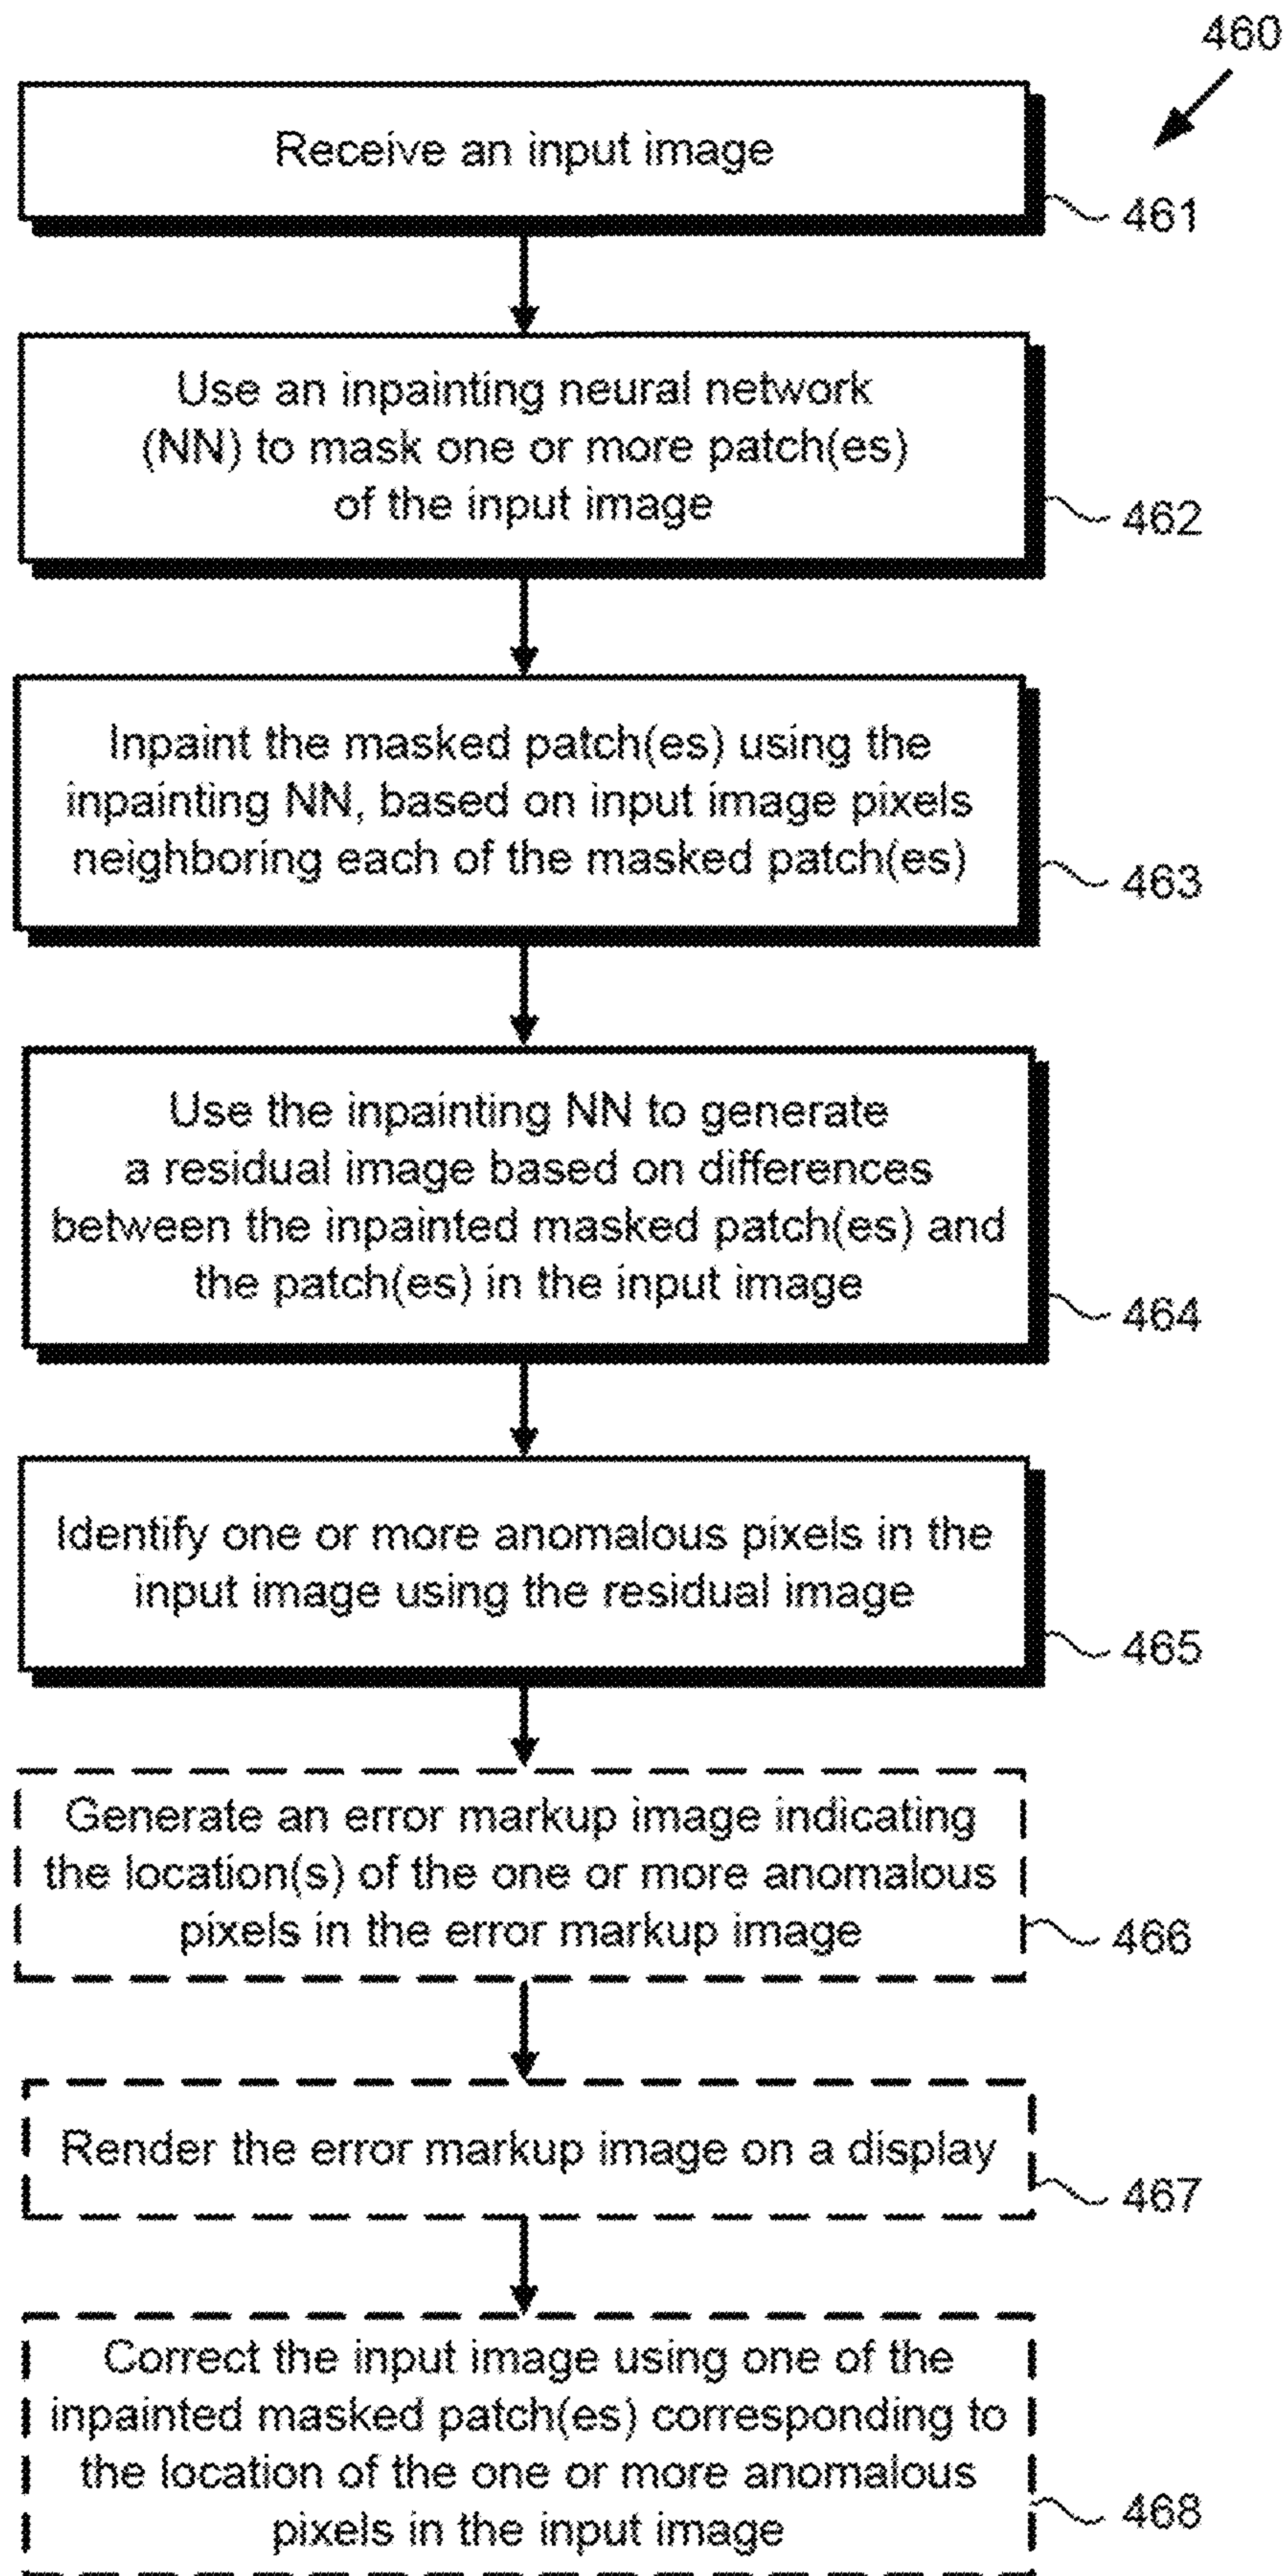 460
Receive an input image
461
Use an inpainting neural network
(NN) to mask one or more patch(es)
of the input image
462
Inpaint the masked patch(es) using the
inpainting NN, based on input image pixels
neighboring each of the masked patch(es)
463
Use the inpainting NN to generate
a residual image based on differences
between the inpainted masked patch(es) and
the patch(es) in the input image
464
Identify one or more anomalous pixels in the
input image using the residual image
465
Generate an error markup image indicating
the location(s) of the one or more anomalous
pixels in the error markup image
466
Render the error markup image on a display
467
Correct the input image using one of the
inpainted masked patch(es) corresponding to
the location of the one or more anomalous
pixels in the input image
468